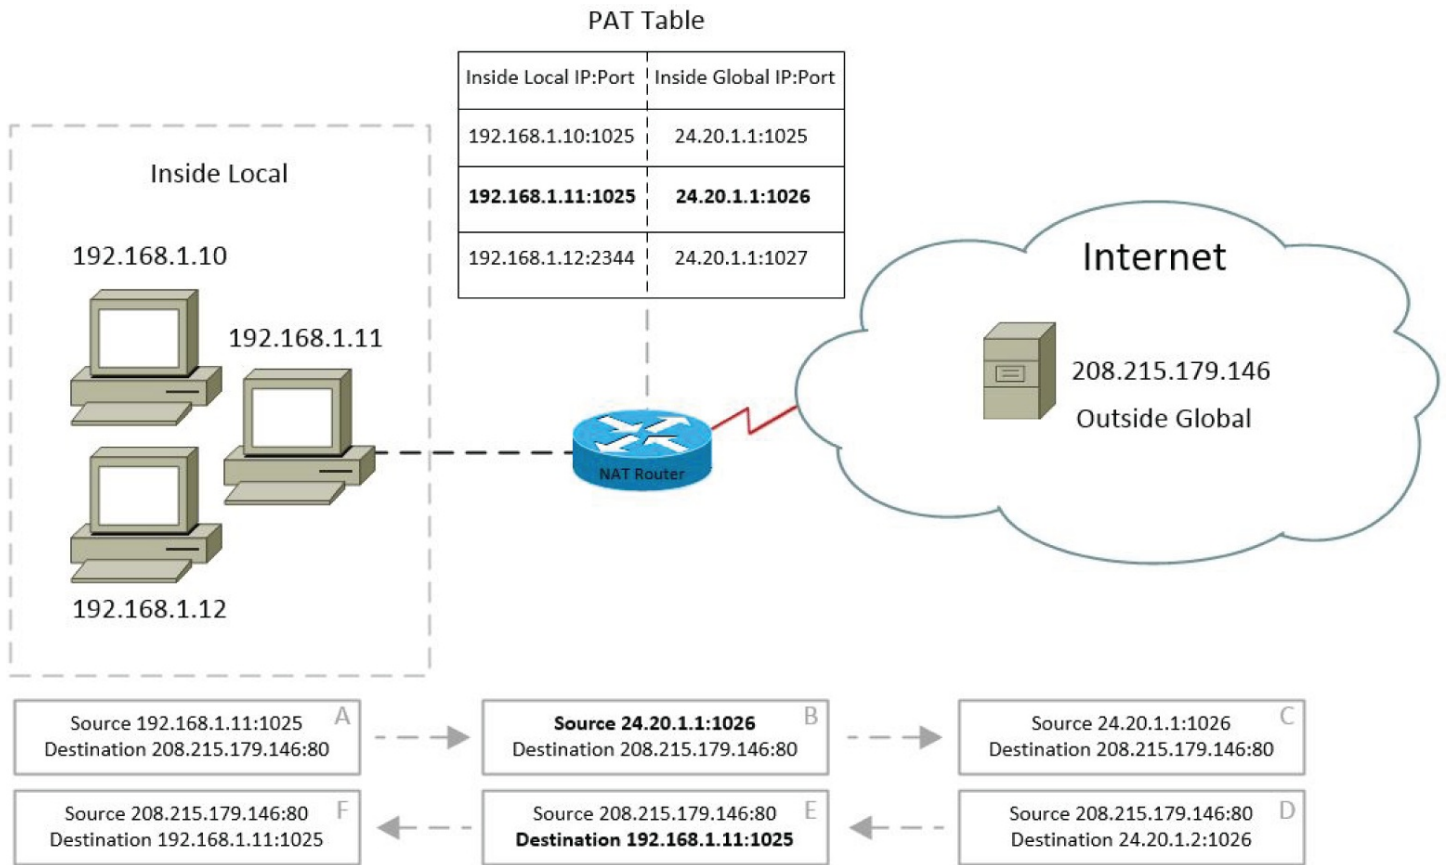 PAT Table
Inside Local IP:Port Inside Global IP:Port
192.168.1.10:1025 24.20.1.1:1025
192.168.1.11:1025 24.20.1.1:1026
192.168.1.12:2344 24.20.1.1:1027
Inside Local
192.168.1.10
192.168.1.11
192.168.1.12
NAT Router
Internet
208.215.179.146
Outside Global
A
Source 192.168.1.11:1025
Destination 208.215.179.146:80
B
Source 24.20.1.1:1026
Destination 208.215.179.146:80
C
Source 24.20.1.1:1026
Destination 208.215.179.146:80
F
Source 208.215.179.146:80
Destination 192.168.1.11:1025
E
Source 208.215.179.146:80
Destination 192.168.1.11:1025
D
Source 208.215.179.146:80
Destination 24.20.1.2:1026